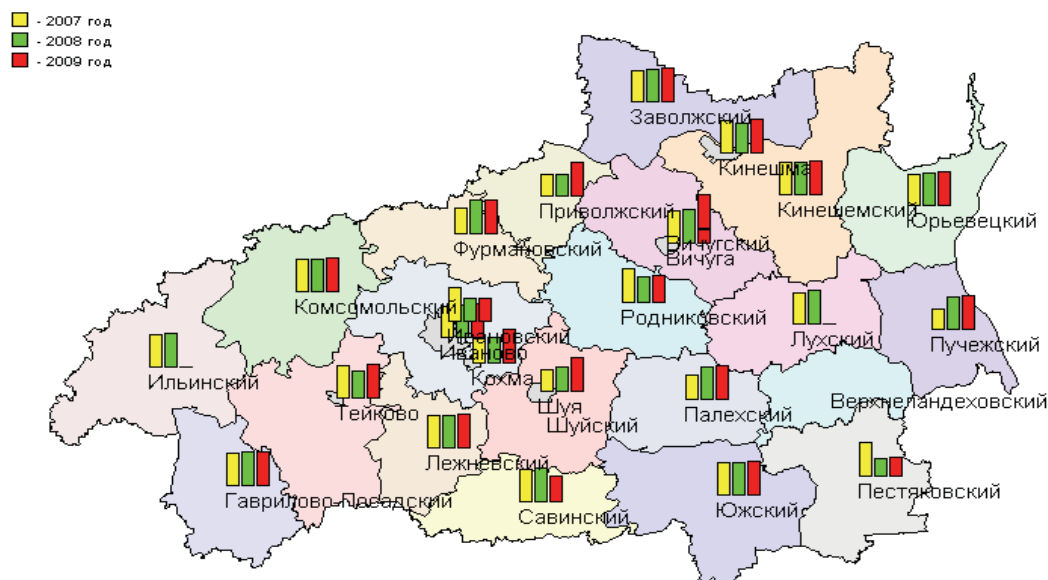 - 2007 год
- 2008 год
- 2009 год
Заволжский
Кинешма
Приволжский
Кинешемский
Юрьевецкий
Фурмановский
Вичугский
Вичуга
Комсомольский
Родниковский
Лухский
Пучежский
Ивановский
Иваново
Ильинский
Кохма
Тейково
Шуя
Шуйский
Палехский
Верхнеландеховский
Лежневский
Пестяковский
Гаврилово-Посадский
Савинский
Южский